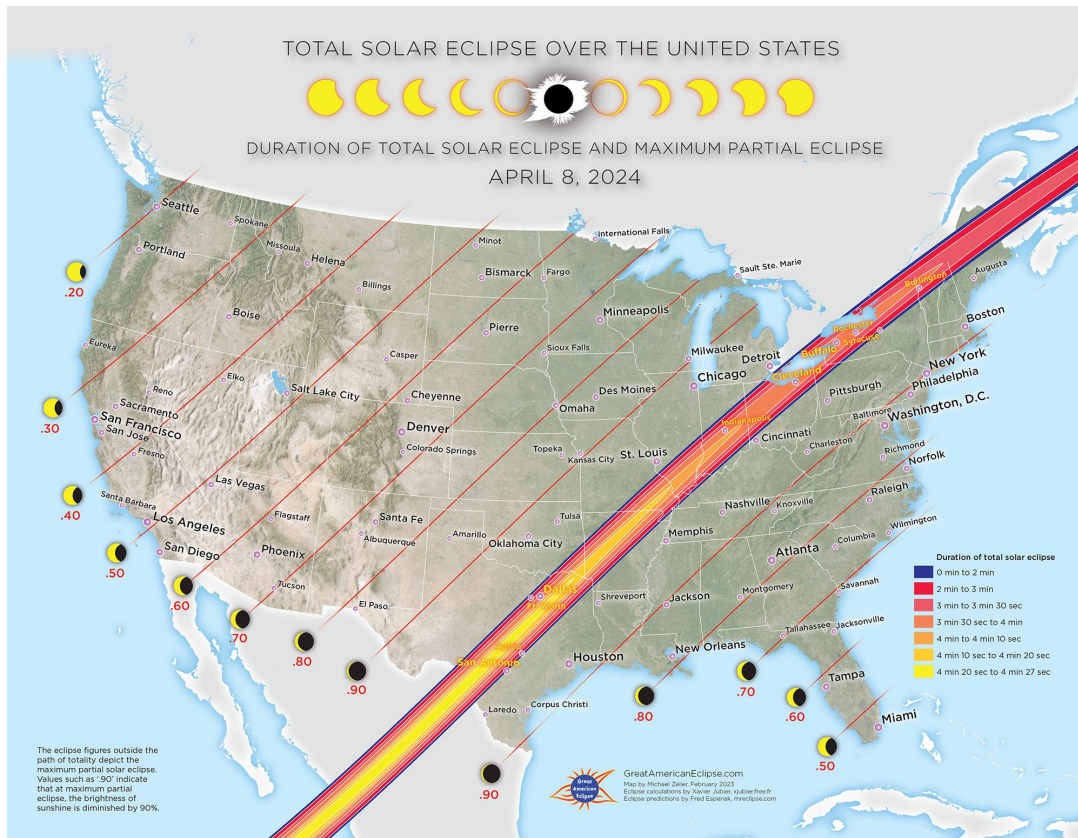 TOTAL SOLAR ECLIPSE OVER THE UNITED STATES
DURATION OF TOTAL SOLAR ECLIPSE AND MAXIMUM PARTIAL ECLIPSE
APRIL 8, 2024
Seattle
Spokane
Portland
Missoula
Helena
Minot
International Falls
Bismarck
Fargo
Sault Ste. Marie
Augusta
Burlington
Billings
Boise
Minneapolis
Pierre
Boston
Rochester
Syracuse
Buffalo
Eureka
Casper
Sioux Falls
Milwaukee
Detroit
New York
Cleveland
Chicago
Philadelphia
Reno
Elko
Salt Lake City
Cheyenne
Des Moines
Omaha
Pittsburgh
Sacramento
San Francisco
San Jose
Baltimore
Washington, D.C.
Indianapolis
Denver
Cincinnati
Charleston
Richmond
Fresno
Colorado Springs
Topeka
Kansas City
St. Louis
Norfolk
Las Vegas
Raleigh
Santa Barbara
Los Angeles
Flagstaff
Santa Fe
Nashville
Knoxville
Tulsa
Wilmington
Albuquerque
Amarillo
Oklahoma City
Memphis
Columbia
San Diego
Phoenix
Atlanta
Tucson
Dallas
Ft. Worth
Shreveport
Jackson
Montgomery
Savannah
El Paso
Tallahassee
Jacksonville
Austin
San Antonio
Houston
New Orleans
Tampa
Laredo
Corpus Christi
Miami
.20
.30
.40
.50
.60
.70
.80
.90
.90
.80
.70
.60
.50
Duration of total solar eclipse
0 min to 2 min
2 min to 3 min
3 min to 3 min 30 sec
3 min 30 sec to 4 min
4 min to 4 min 10 sec
4 min 10 sec to 4 min 20 sec
4 min 20 sec to 4 min 27 sec
The eclipse figures outside the
path of totality depict the
maximum partial solar eclipse.
Values such as '.90' indicate
that at maximum partial
eclipse, the brightness of
sunshine is diminished by 90%.
Great
American
Eclipse
GreatAmericanEclipse.com
Map by Michael Zeiler, February 2023
Eclipse calculations by Xavier Jubier, xjubier.free.fr
Eclipse predictions by Fred Espenak, mreclipse.com